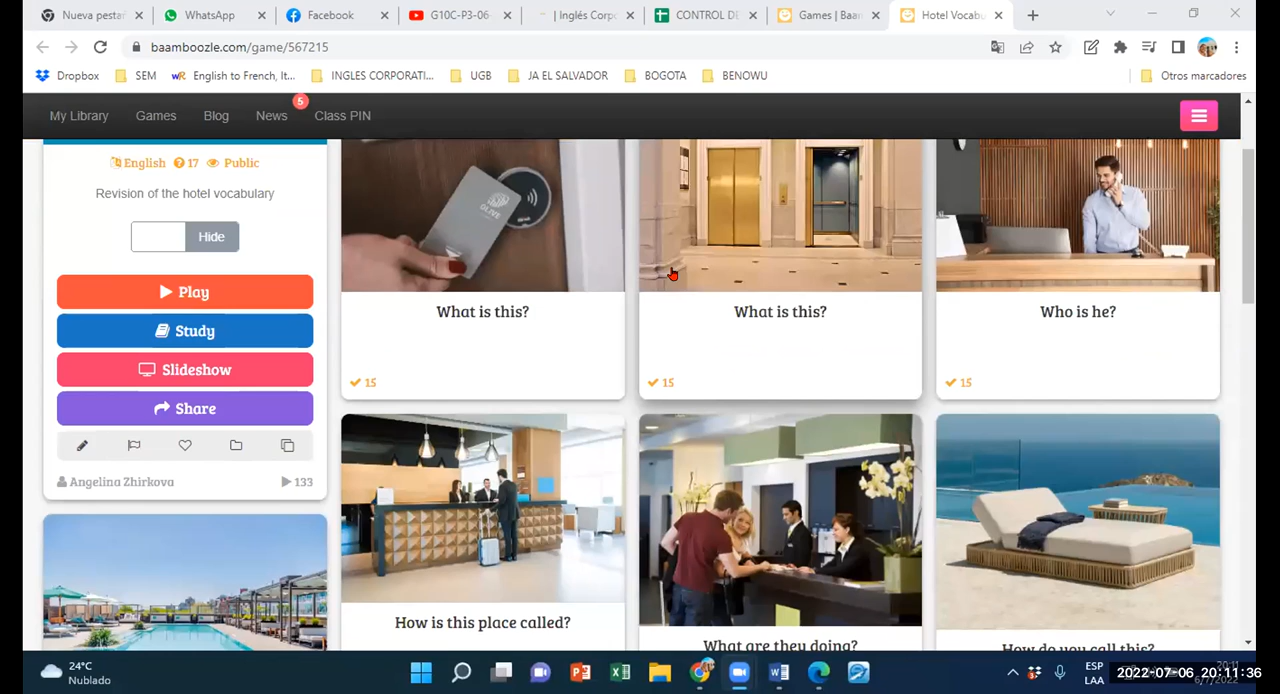 Nueva pestañ
WhatsApp
Facebook
G10C-P3-06-
| Inglés Corpo
CONTROL DE
Games | Baam
Hotel Vocabu
baamboozle.com/game/567215
Dropbox
SEM
English to French, It...
INGLES CORPORATI...
UGB
JA EL SALVADOR
BOGOTA
BENOWU
Otros marcadores
My Library
Games
Blog
News
5
Class PIN
English 17 Public
Revision of the hotel vocabulary
Hide
Play
Study
Slideshow
Share
Angelina Zhirkova
133
OLIVE
What is this?
15
What is this?
15
Who is he?
15
How is this place called?
What are they doing?
How do you call this?
24°C
Nublado
ESP
LAA
2022-07-06 20:11:36